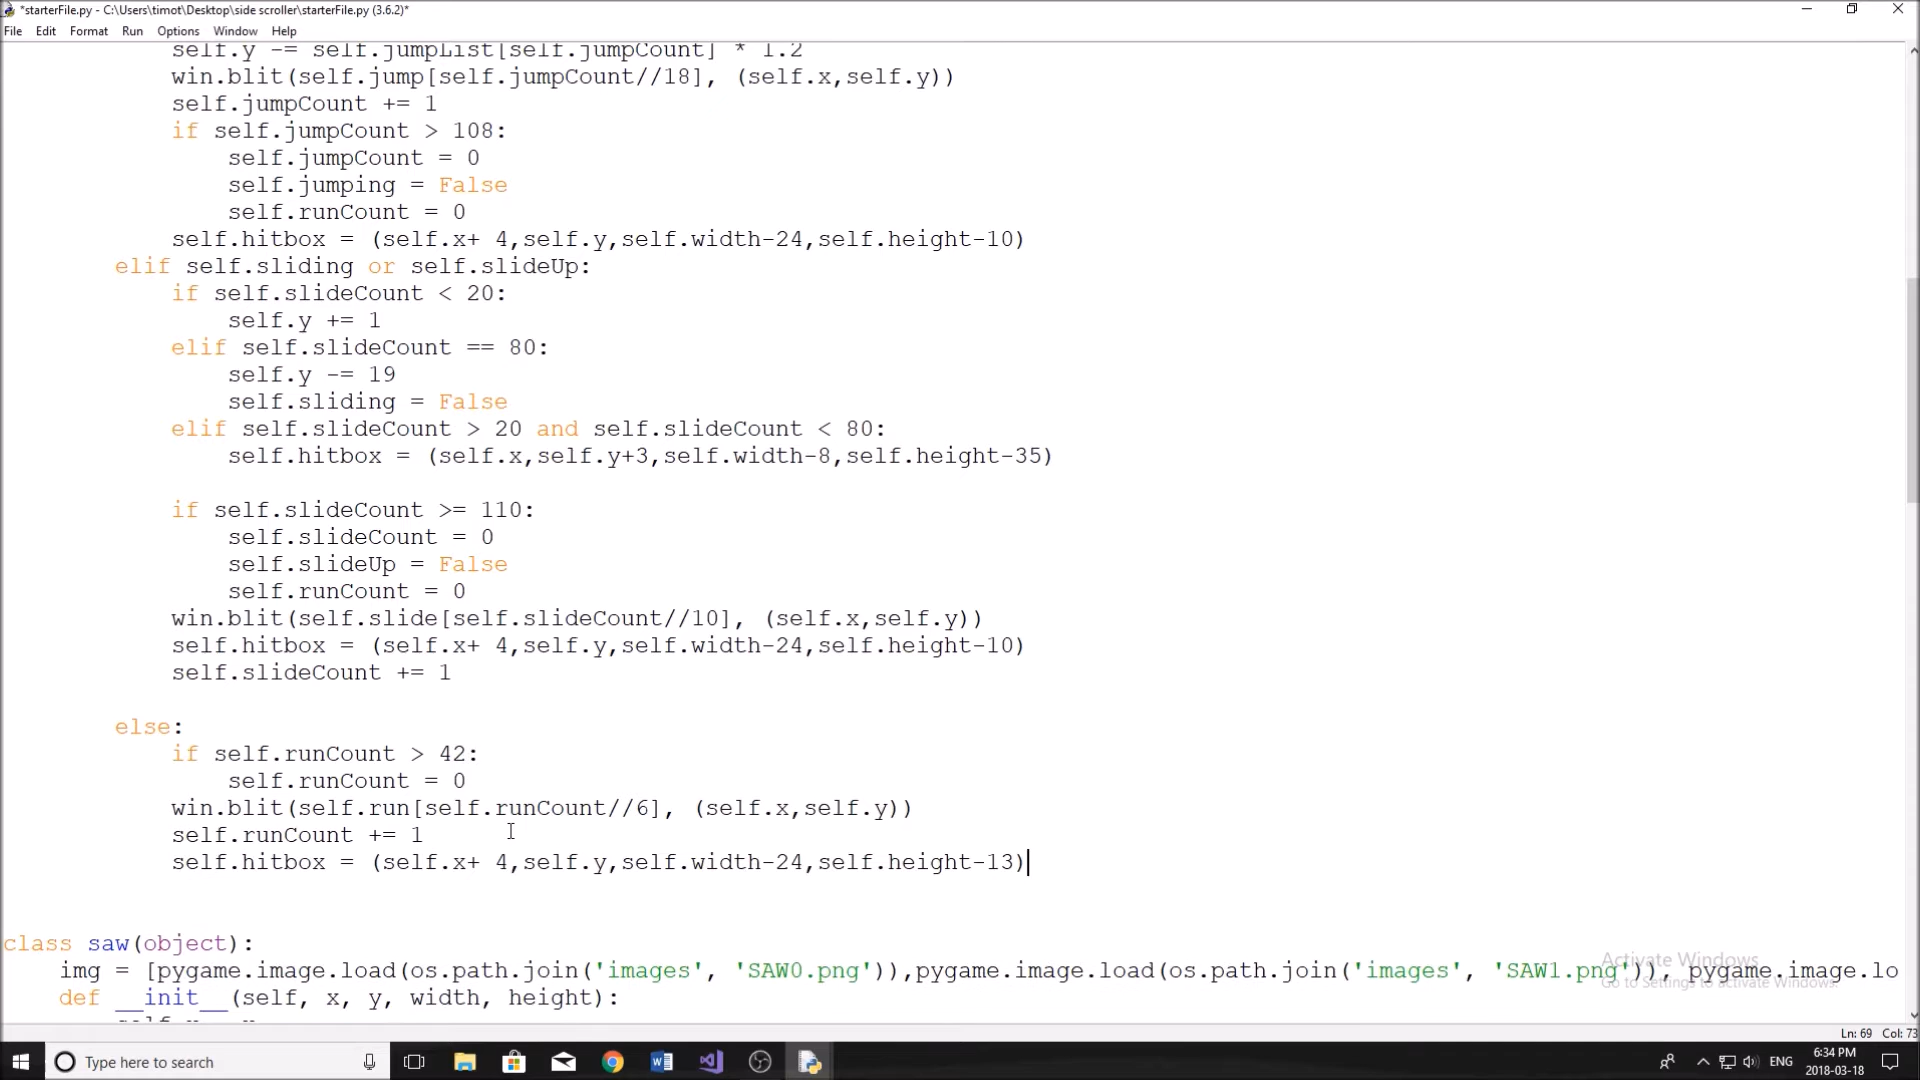 *starterFile.py - C:\Users\timot\Desktop\side scroller\starterFile.py (3.6.2)*
File Edit Format Run Options Window Help
self.y -= self.jumpList[self.jumpCount] * 1.2
win.blit(self.jump[self.jumpCount//18], (self.x,self.y))
self.jumpCount += 1
if self.jumpCount > 108:
self.jumpCount = 0
self.jumping = False
self.runCount = 0
self.hitbox = (self.x+ 4,self.y,self.width-24,self.height-10)
elif self.sliding or self.slideUp:
if self.slideCount < 20:
self.y += 1
elif self.slideCount == 80:
self.y -= 19
self.sliding = False
elif self.slideCount > 20 and self.slideCount < 80:
self.hitbox = (self.x,self.y+3,self.width-8,self.height-35)
if self.slideCount >= 110:
self.slideCount = 0
self.slideUp = False
self.runCount = 0
win.blit(self.slide[self.slideCount//10], (self.x,self.y))
self.hitbox = (self.x+ 4,self.y,self.width-24,self.height-10)
self.slideCount += 1
else:
if self.runCount > 42:
self.runCount = 0
win.blit(self.run[self.runCount//6], (self.x,self.y))
self.runCount += 1
self.hitbox = (self.x+ 4,self.y,self.width-24,self.height-13)
class saw(object):
img = [pygame.image.load(os.path.join('images', 'SAW0.png')),pygame.image.load(os.path.join('images', 'SAW1.png')), pygame.image.lo
def __init__(self, x, y, width, height):
Activate Windows
Go to Settings to activate Windows.
Ln: 69 Col: 73
Type here to search
ENG
6:34 PM
2018-03-18